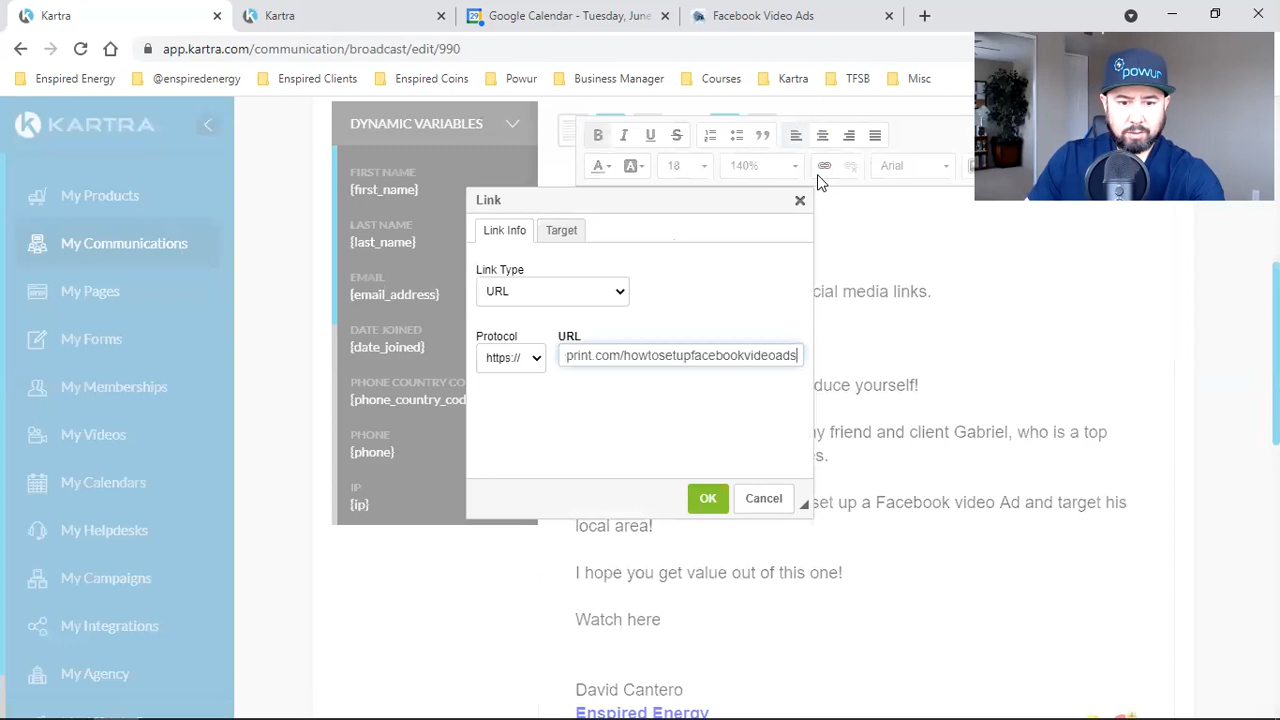 Kartra
Kartra
Google Calendar - Tuesday, June
Facebook Video Ads
app.kartra.com/communication/broadcast/edit/990
Enspired Energy
@enspiredenergy
Enspired Clients
Enspired Coins
Powur
Business Manager
Courses
Kartra
TFSB
Misc
powur
KARTRA
My Products
My Communications
My Pages
My Forms
My Memberships
My Videos
My Calendars
My Helpdesks
My Campaigns
My Integrations
My Agency
DYNAMIC VARIABLES
FIRST NAME
{first_name}
LAST NAME
{last_name}
EMAIL
{email_address}
DATE JOINED
{date_joined}
PHONE COUNTRY CO
{phone_country_cod
PHONE
{phone}
IP
{ip}
B I U S
A A 18 140% Arial
Link
Link Info Target
Link Type
URL
Protocol URL
https:// print.com/howtosetupfacebookvideoads
OK Cancel
cial media links.
duce yourself!
y friend and client Gabriel, who is a top
s.
set up a Facebook video Ad and target his
local area!
I hope you get value out of this one!
Watch here
David Cantero
Enspired Energy